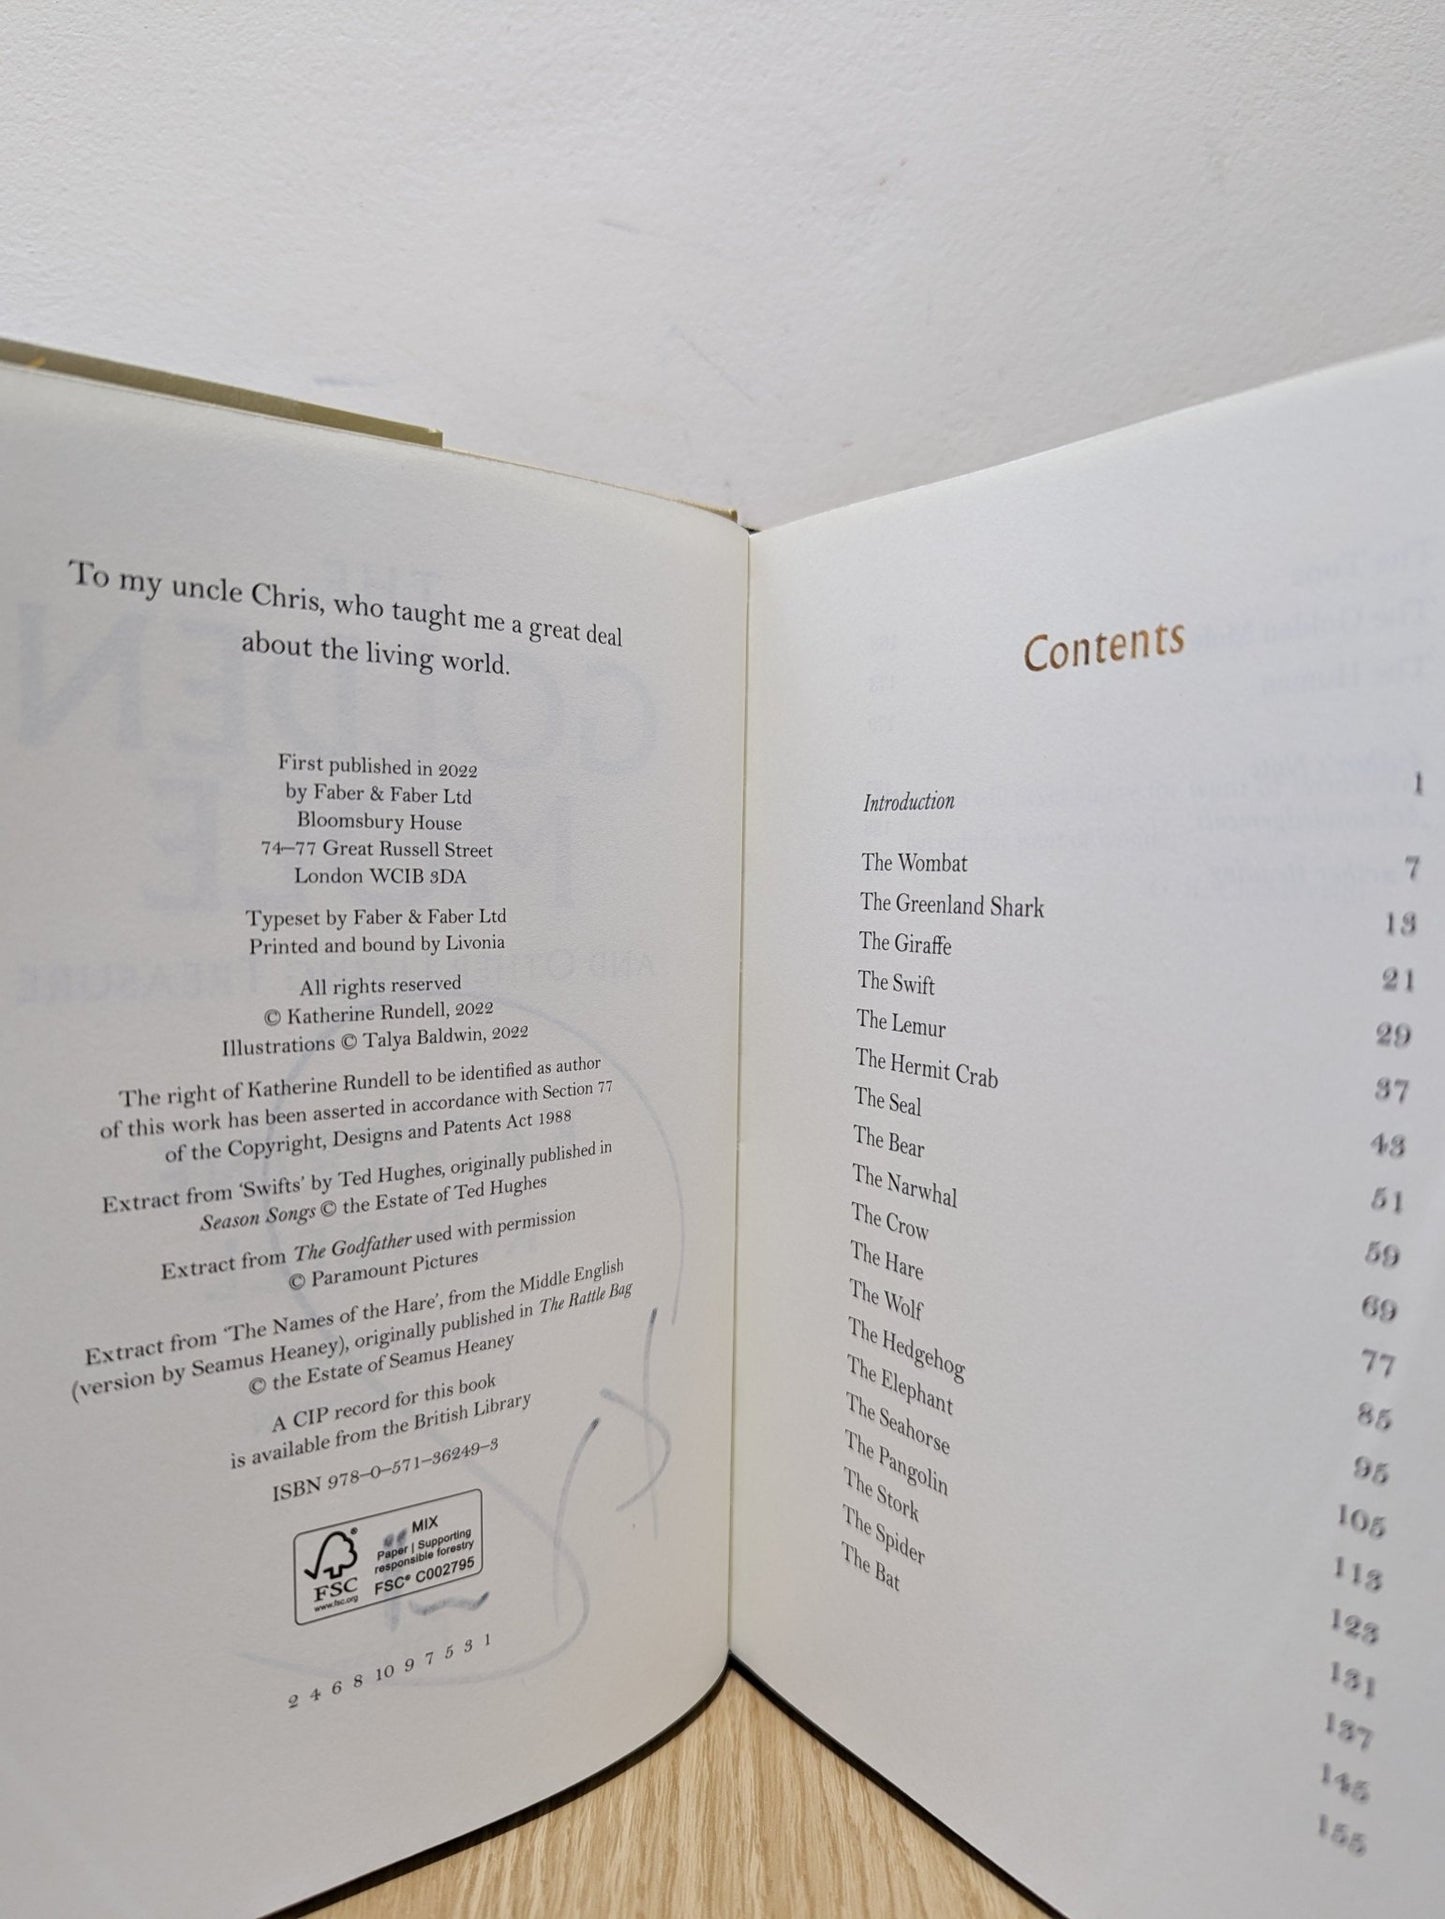 To my uncle Chris, who taught me a great deal
about the living world.
First published in 2022
by Faber & Faber Ltd
Bloomsbury House
74–77 Great Russell Street
London WCIB 3DA
Typeset by Faber & Faber Ltd
Printed and bound by Livonia
All rights reserved
© Katherine Rundell, 2022
Illustrations © Talya Baldwin, 2022
The right of Katherine Rundell to be identified as author
of this work has been asserted in accordance with Section 77
of the Copyright, Designs and Patents Act 1988
Extract from ‘Swifts’ by Ted Hughes, originally published in
Season Songs © the Estate of Ted Hughes
Extract from The Godfather used with permission
© Paramount Pictures
Extract from ‘The Names of the Hare’, from the Middle English
(version by Seamus Heaney), originally published in The Rattle Bag
© the Estate of Seamus Heaney
A CIP record for this book
is available from the British Library
ISBN 978–0–571–36249–3
FSC®
www.fsc.org
MIX
Paper | Supporting
responsible forestry
FSC® C002795
2 4 6 8 10 9 7 5 3 1
Contents
Introduction 1
The Wombat 7
The Greenland Shark 13
The Giraffe 21
The Swift 29
The Lemur 37
The Hermit Crab 43
The Seal 51
The Bear 59
The Narwhal 69
The Crow 77
The Hare 85
The Wolf 95
The Hedgehog 105
The Elephant 113
The Seahorse 123
The Pangolin 131
The Stork 137
The Spider 145
The Bat 155